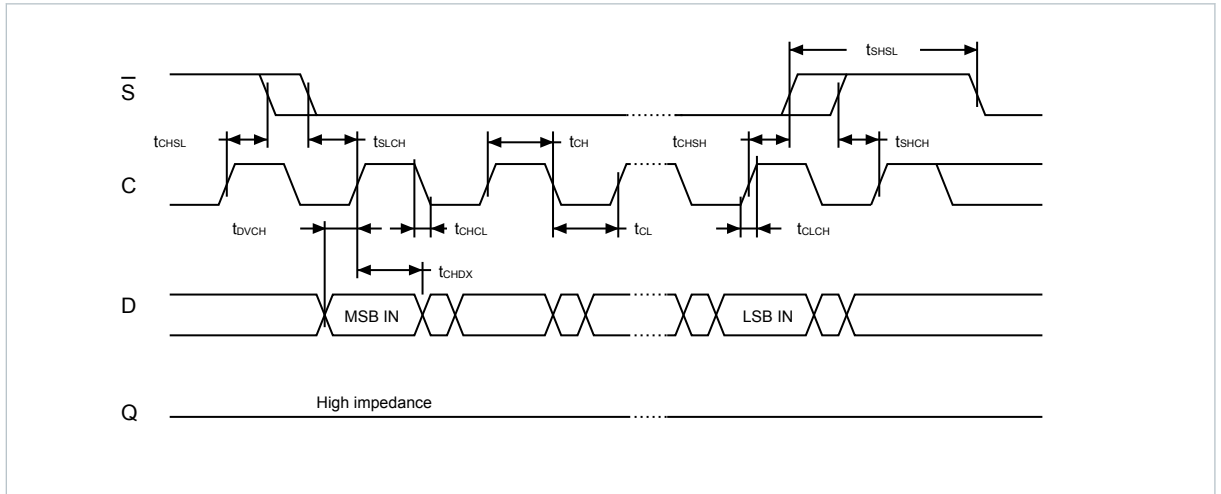 tSHSL
S̅
tCHSL
tSLCH
tCH
tCHSH
tSHCH
C
tDVCH
tCHCL
tCL
tCLCH
tCHDX
D
MSB IN
LSB IN
High impedance
Q